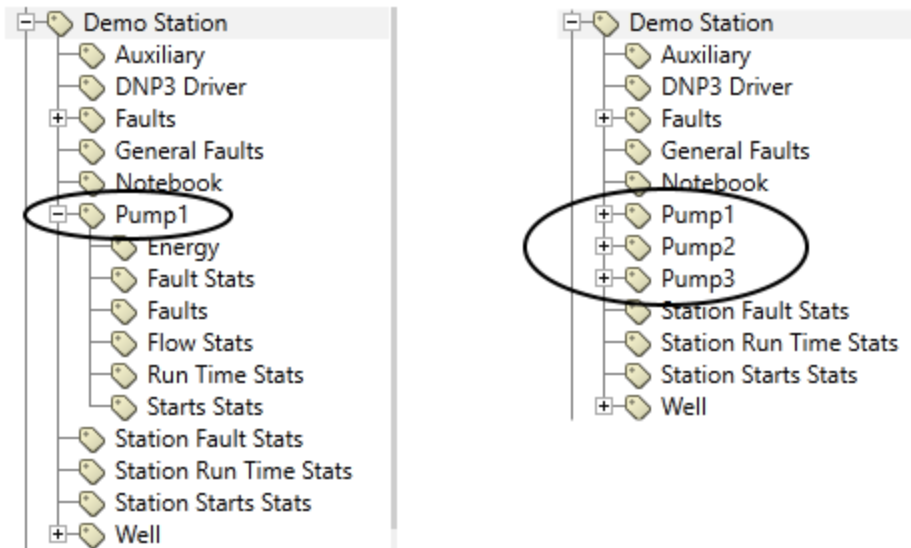 Demo Station
Auxiliary
DNP3 Driver
Faults
General Faults
Notebook
Pump1
Energy
Fault Stats
Faults
Flow Stats
Run Time Stats
Starts Stats
Station Fault Stats
Station Run Time Stats
Station Starts Stats
Well
Demo Station
Auxiliary
DNP3 Driver
Faults
General Faults
Notebook
Pump1
Pump2
Pump3
Station Fault Stats
Station Run Time Stats
Station Starts Stats
Well